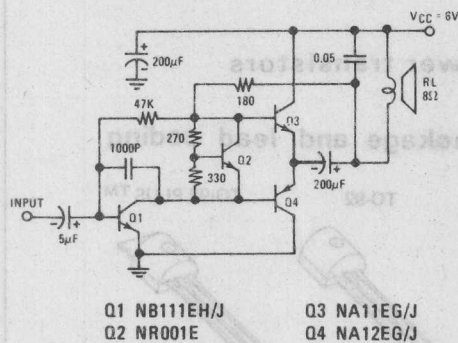 VCC = 6V
200μF
0.05
RL
8Ω
180
47K
Q3
270
Q2
1000P
330
200μF
INPUT
5μF
Q1
Q4
Q1 NB111EH/J
Q3 NA11EG/J
Q2 NR001E
Q4 NA12EG/J